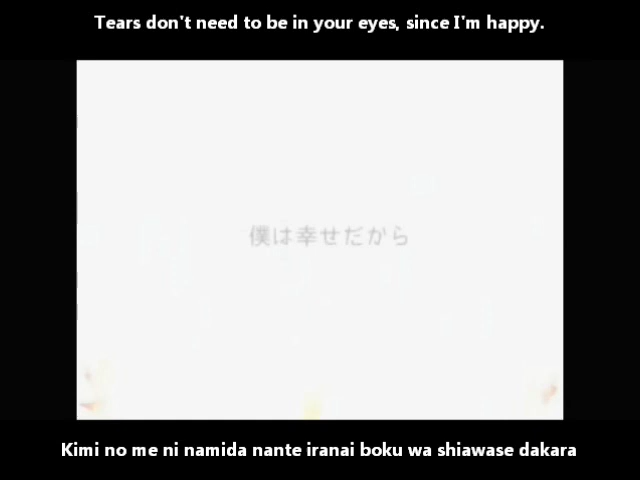 Tears don't need to be in your eyes, since I'm happy.
僕は幸せだから
Kimi no me ni namida nante iranai boku wa shiawase dakara